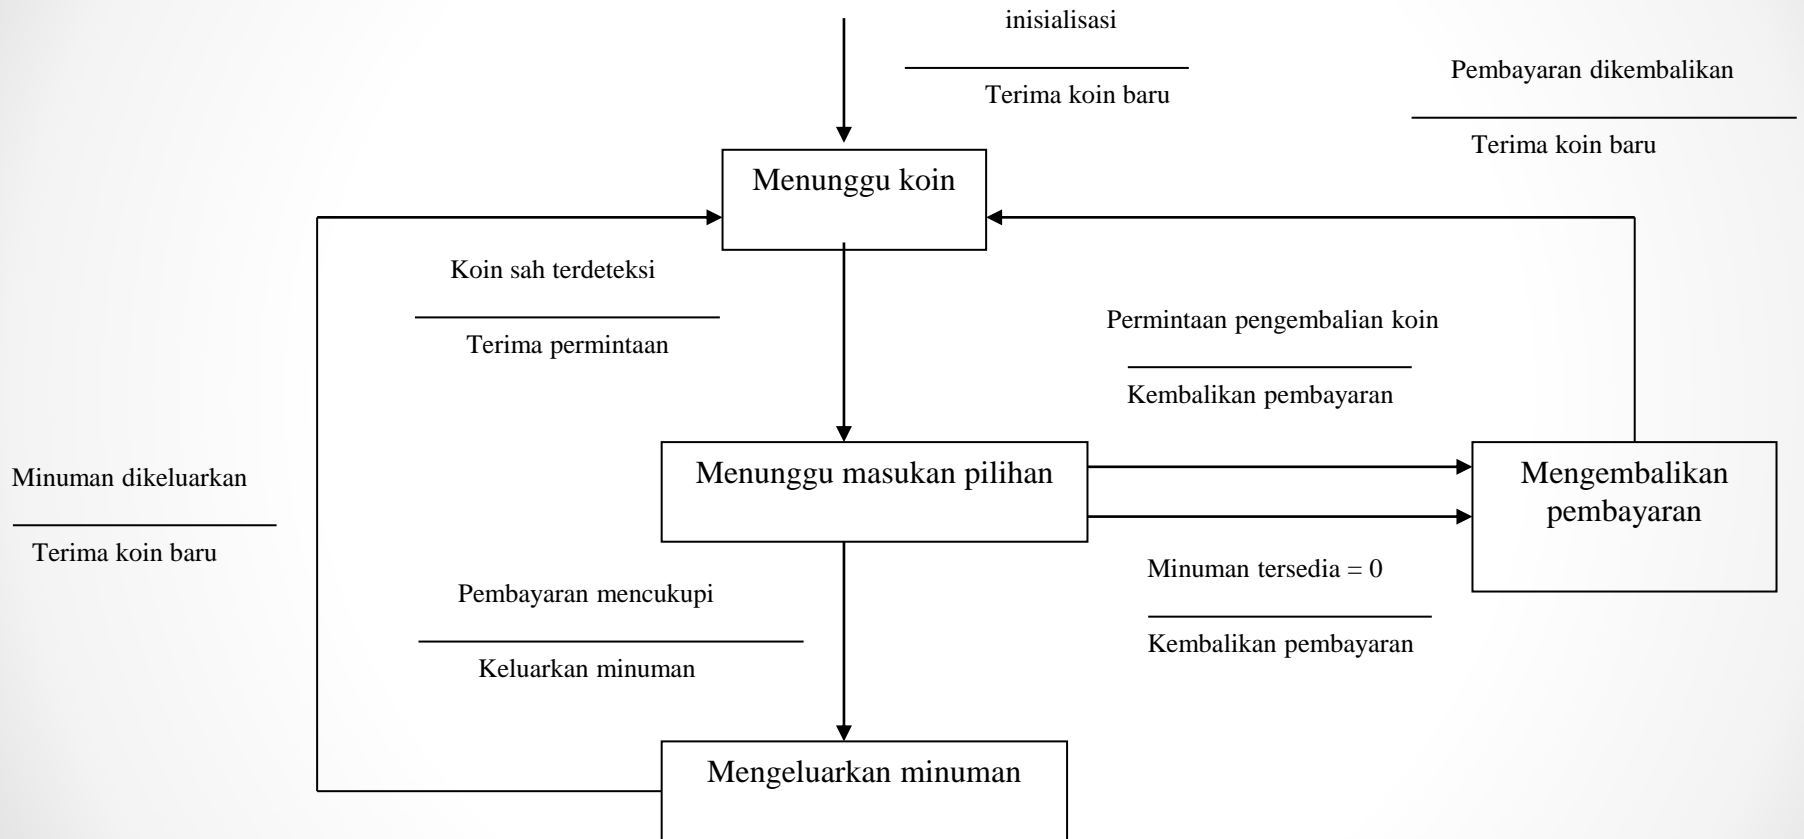 inisialisasi
Terima koin baru
Pembayaran dikembalikan
Terima koin baru
Menunggu koin
Koin sah terdeteksi
Terima permintaan
Permintaan pengembalian koin
Kembalikan pembayaran
Menunggu masukan pilihan
Mengembalikan
pembayaran
Minuman dikeluarkan
Terima koin baru
Minuman tersedia = 0
Kembalikan pembayaran
Pembayaran mencukupi
Keluarkan minuman
Mengeluarkan minuman